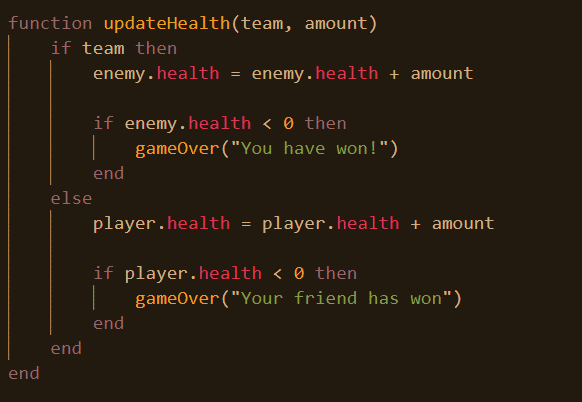 function updateHealth(team, amount)
    if team then
        enemy.health = enemy.health + amount

        if enemy.health < 0 then
            gameOver("You have won!")
        end
    else
        player.health = player.health + amount

        if player.health < 0 then
            gameOver("Your friend has won")
        end
    end
end